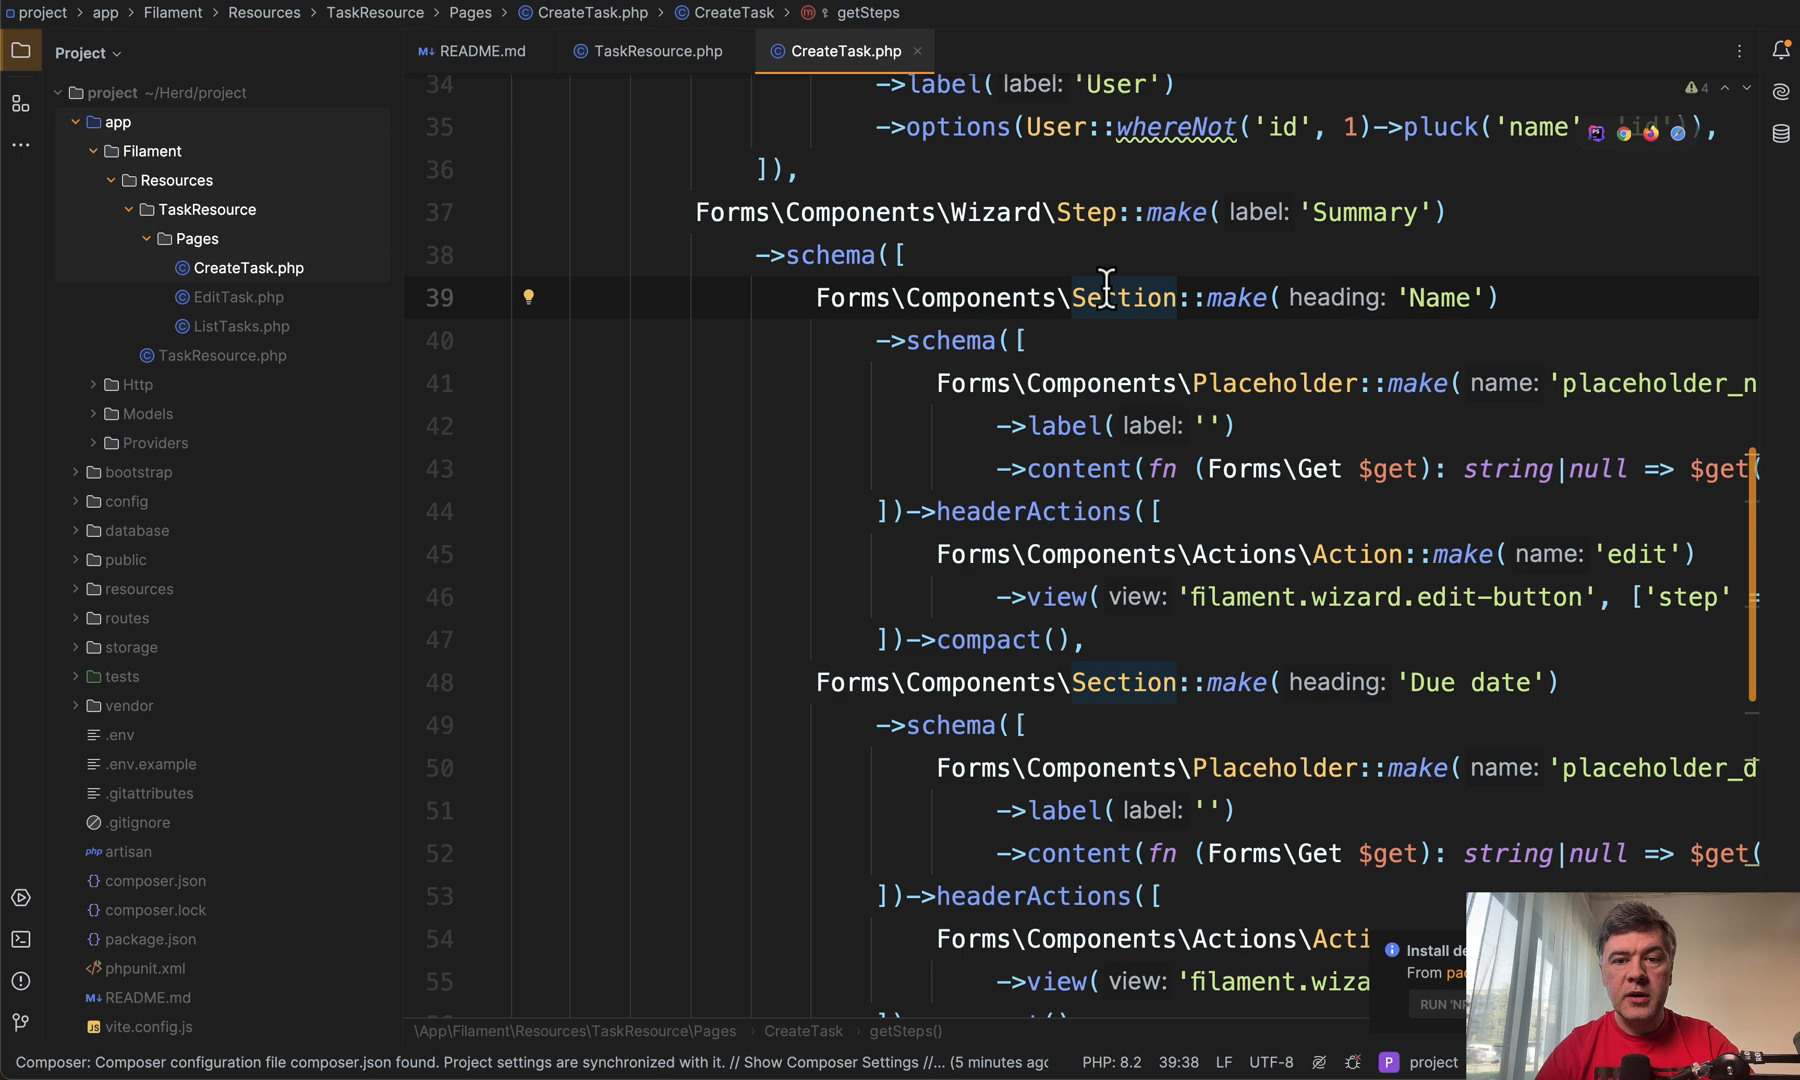 project > app > Filament > Resources > TaskResource > Pages > CreateTask.php > CreateTask > getSteps
Project
README.md
TaskResource.php
CreateTask.php
project ~/Herd/project
app
Filament
Resources
TaskResource
Pages
CreateTask.php
EditTask.php
ListTasks.php
TaskResource.php
Http
Models
Providers
bootstrap
config
database
public
resources
routes
storage
tests
vendor
.env
.env.example
.gitattributes
.gitignore
php artisan
composer.json
composer.lock
package.json
phpunit.xml
README.md
vite.config.js
4
34 ->label( label: 'User')
35 ->options(User::whereNot('id', 1)->pluck('name' 'id')),
36 ]),
37 Forms\Components\Wizard\Step::make( label: 'Summary')
38 ->schema([
39 Forms\Components\Section::make( heading: 'Name')
40 ->schema([
41 Forms\Components\Placeholder::make( name: 'placeholder_n
42 ->label( label: '')
43 ->content(fn (Forms\Get $get): string|null => $get(
44 ])->headerActions([
45 Forms\Components\Actions\Action::make( name: 'edit')
46 ->view( view: 'filament.wizard.edit-button', ['step' =
47 ])->compact(),
48 Forms\Components\Section::make( heading: 'Due date')
49 ->schema([
50 Forms\Components\Placeholder::make( name: 'placeholder_d
51 ->label( label: '')
52 ->content(fn (Forms\Get $get): string|null => $get(
53 ])->headerActions([
54 Forms\Components\Actions\Acti
55 ->view( view: 'filament.wiza
Install de
From pac
RUN 'N
\App\Filament\Resources\TaskResource\Pages > CreateTask > getSteps()
Composer: Composer configuration file composer.json found. Project settings are synchronized with it. // Show Composer Settings //... (5 minutes ago
PHP: 8.2 39:38 LF UTF-8 P project